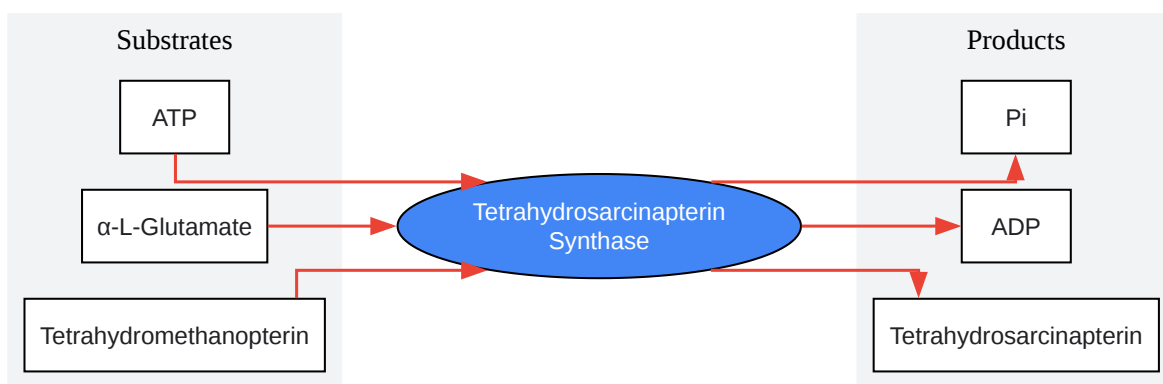 Substrates
ATP
α-L-Glutamate
Tetrahydromethanopterin
Tetrahydrosarcinapterin
Synthase
Products
Pi
ADP
Tetrahydrosarcinapterin